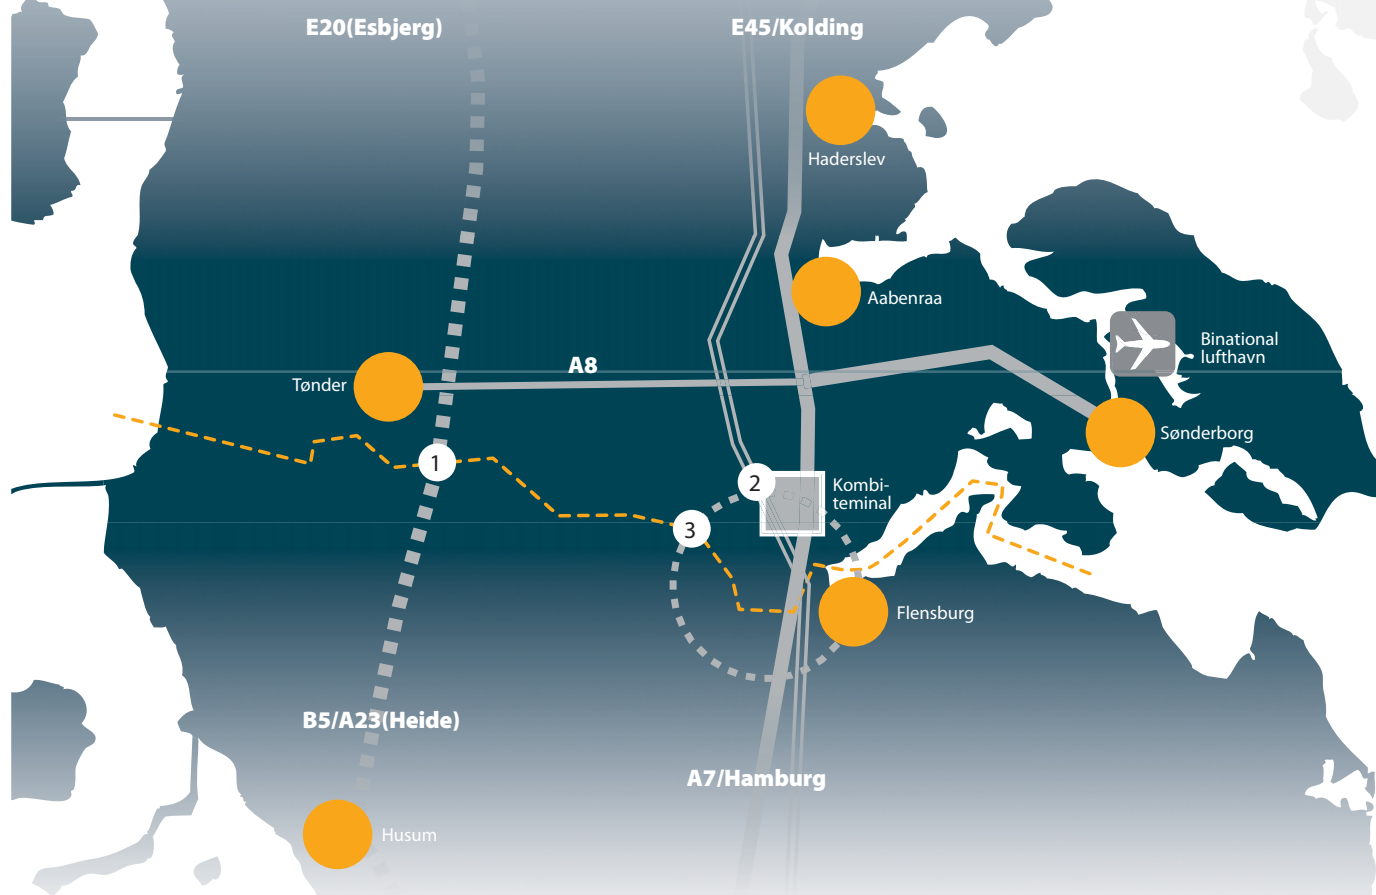 E20(Esbjerg)
E45/Kolding
Haderslev
Aabenraa
Binational
lufthavn
A8
Tønder
Sønderborg
1
2
Kombi-
teminal
3
Flensburg
B5/A23(Heide)
A7/Hamburg
Husum